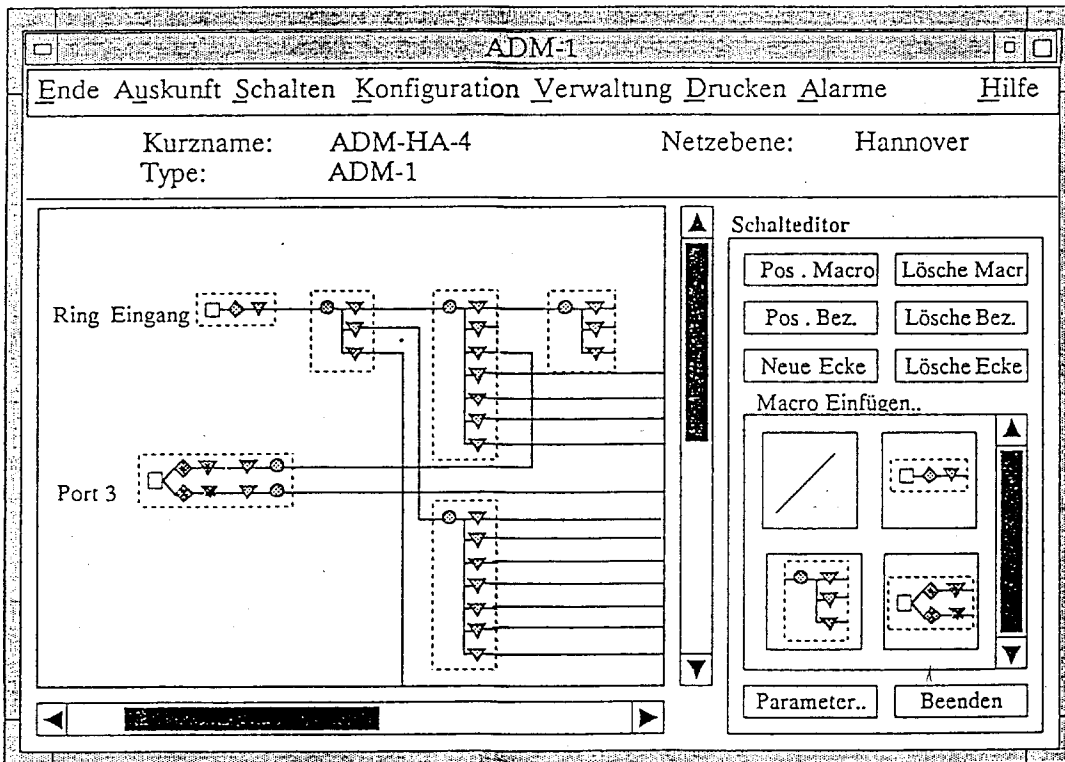 ADM-1
Ende Auskunft Schalten Konfiguration Verwaltung Drucken Alarme Hilfe
Kurzname: ADM-HA-4 Netzebene: Hannover
Type: ADM-1
Schalteditor
Pos . Macro Lösche Macr.
Ring Eingang
Pos . Bez. Lösche Bez.
Neue Ecke Lösche Ecke
Macro Einfügen..
Port 3
Parameter.. Beenden